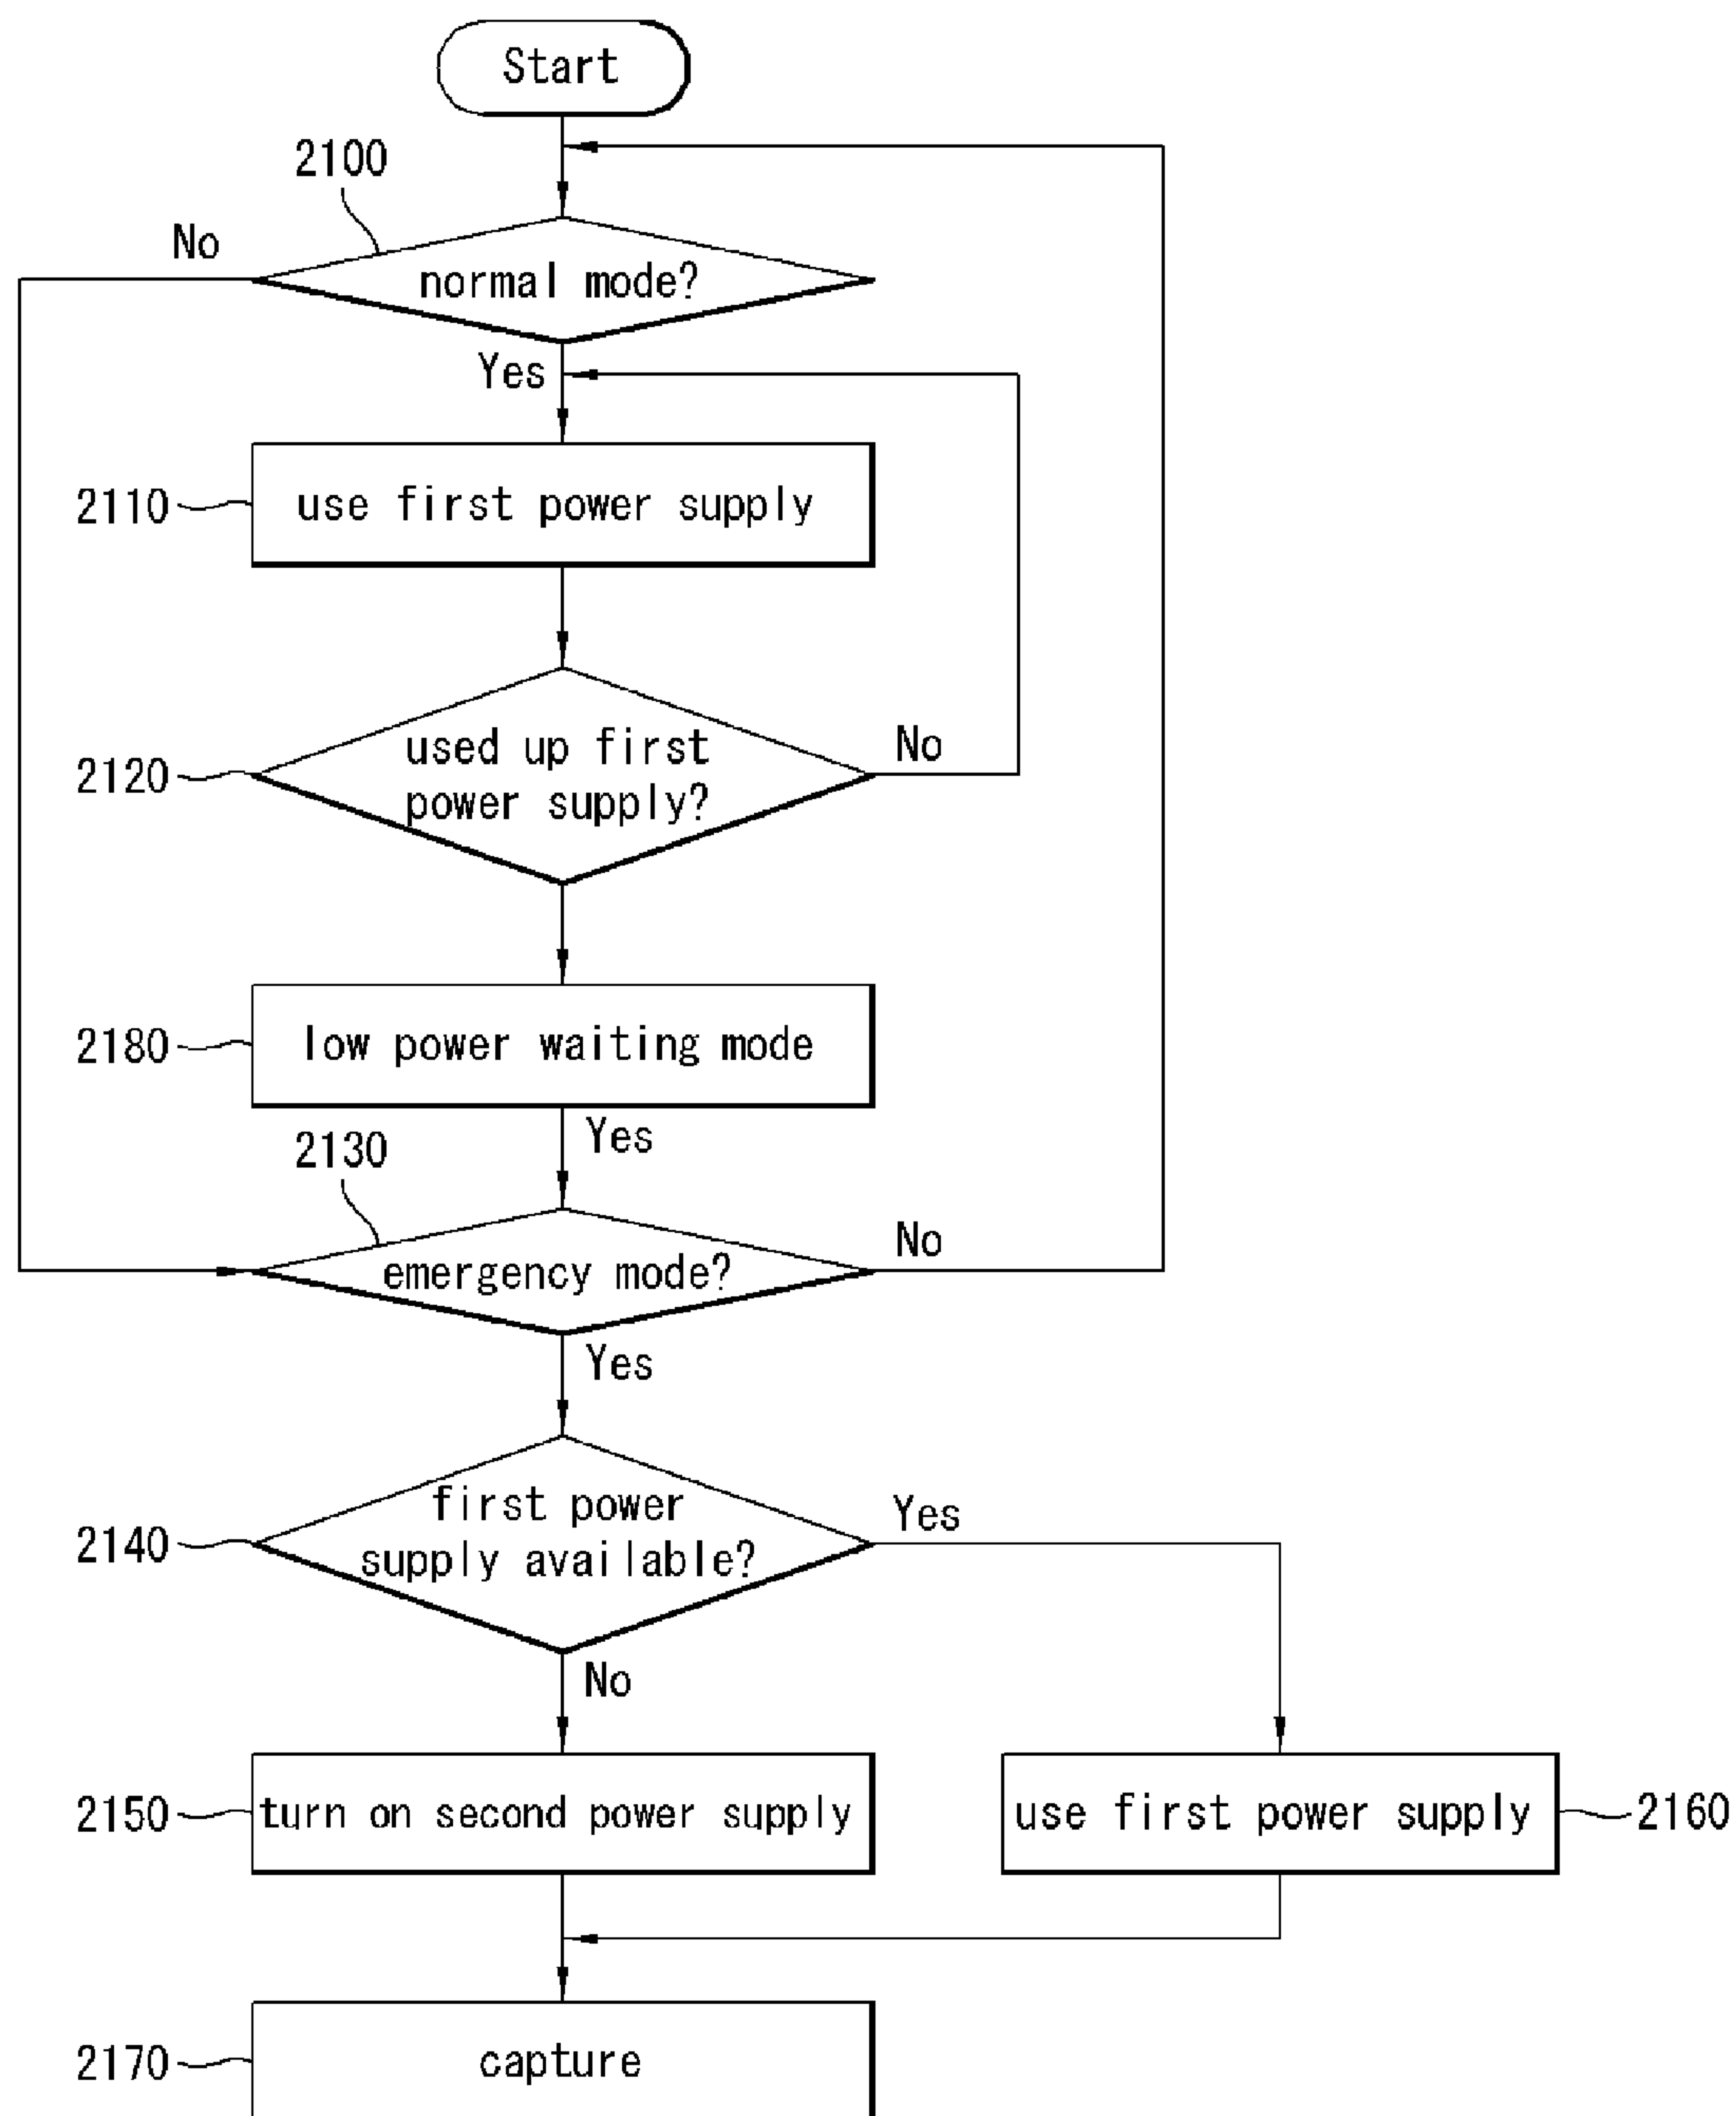 Start
2100
No
normal mode?
Yes
2110
use first power supply
2120
used up first
power supply?
No
2180
low power waiting mode
Yes
2130
emergency mode?
No
Yes
2140
first power
supply available?
Yes
No
2150
turn on second power supply
use first power supply
2160
2170
capture